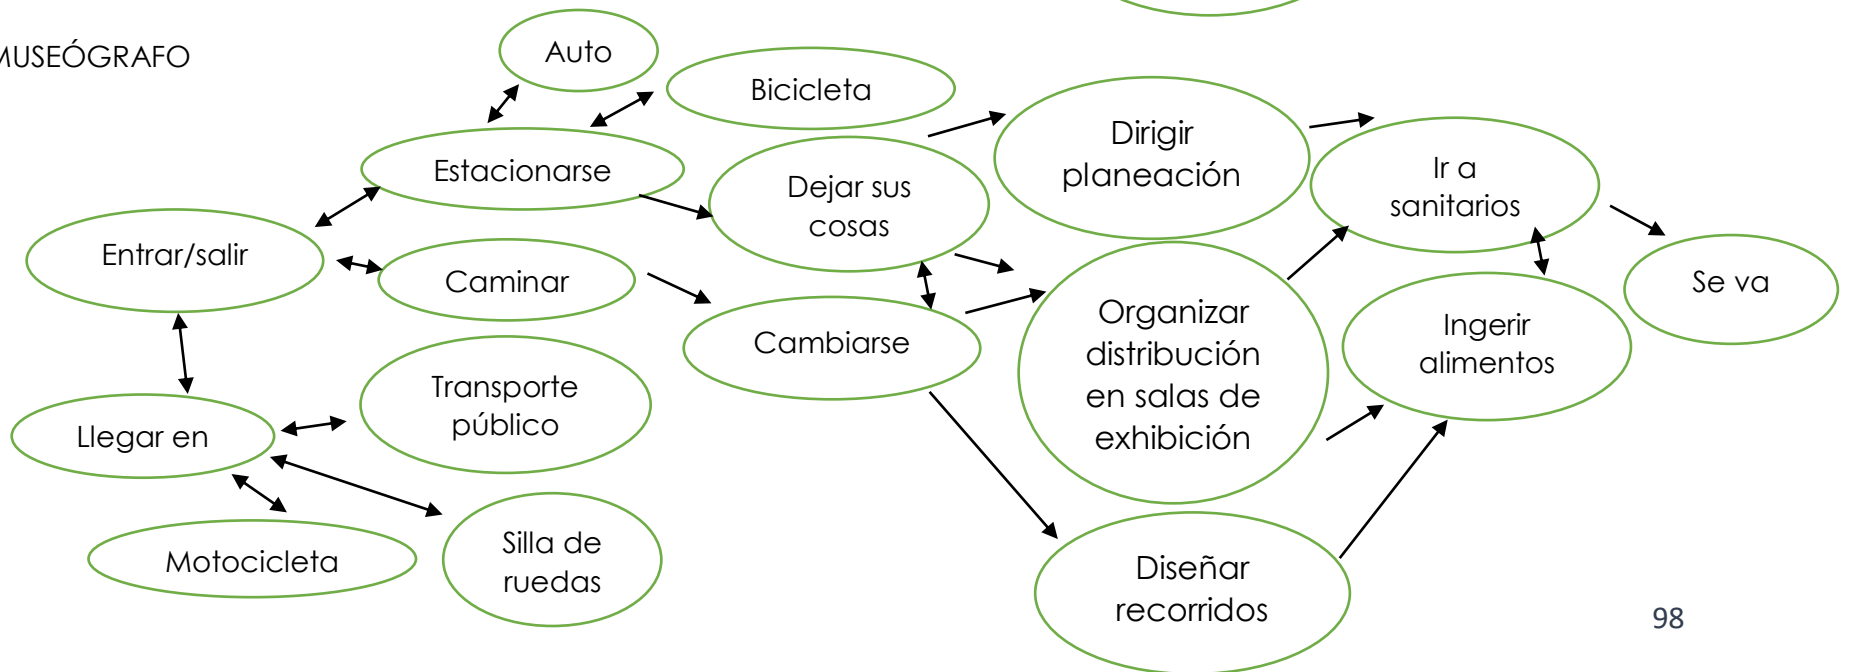 MUSEÓGRAFO
Auto
Bicicleta
Estacionarse
Entrar/salir
Caminar
Llegar en
Transporte
público
Motocicleta
Silla de
ruedas
Dejar sus
cosas
Cambiarse
Dirigir
planeación
Organizar
distribución
en salas de
exhibición
Diseñar
recorridos
Ir a
sanitarios
Ingerir
alimentos
Se va
98